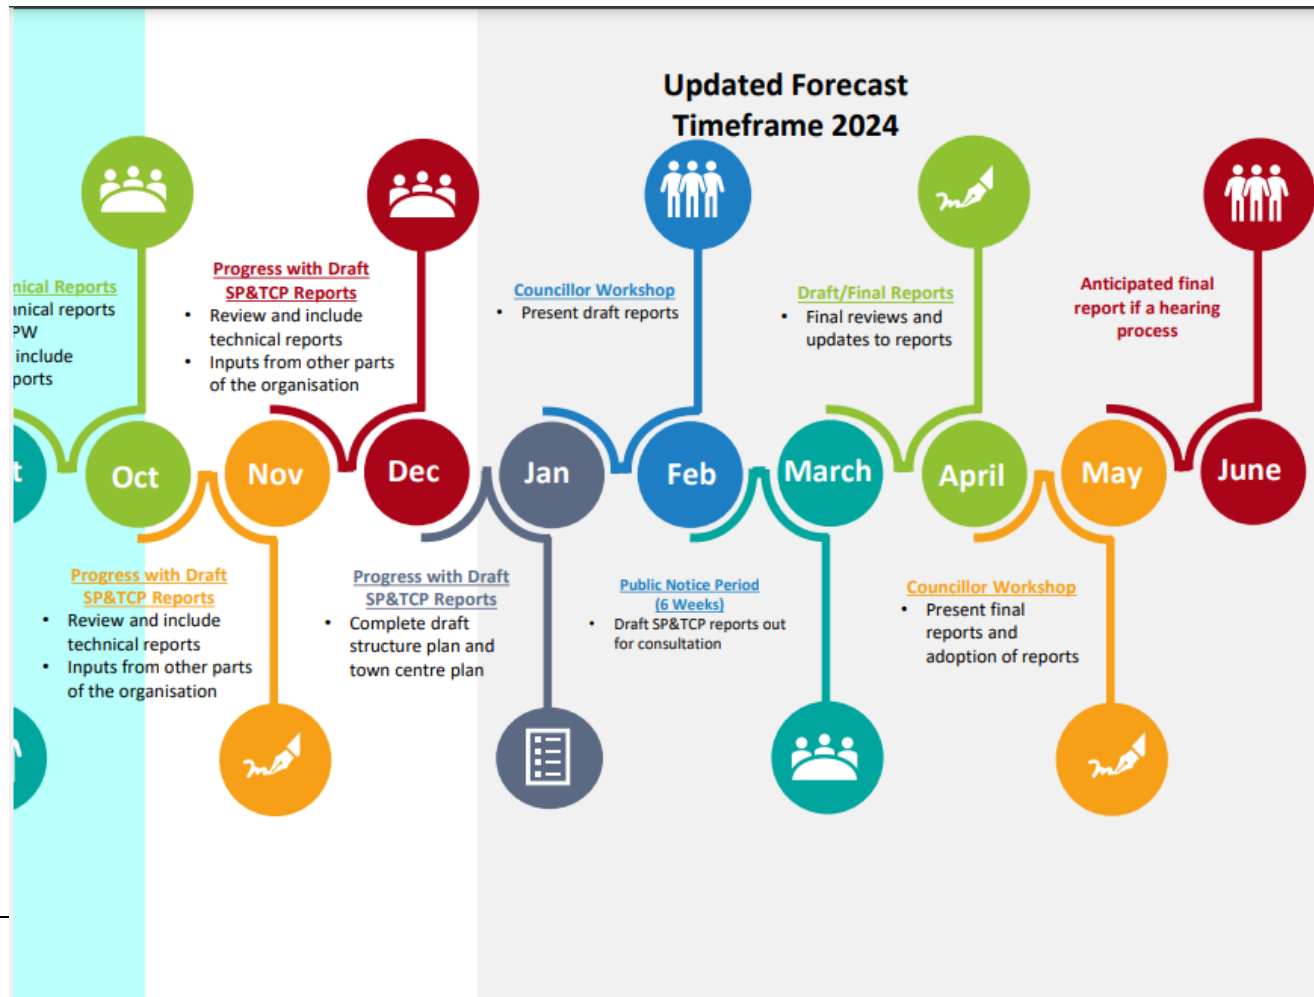 Updated Forecast
Timeframe 2024
nical Reports
nnical reports
PW
include
ports
Progress with Draft
SP&TCP Reports
• Review and include
technical reports
• Inputs from other parts
of the organisation
Councillor Workshop
• Present draft reports
Draft/Final Reports
• Final reviews and
updates to reports
Anticipated final
report if a hearing
process
t
Oct
Nov
Dec
Jan
Feb
March
April
May
June
Progress with Draft
SP&TCP Reports
• Review and include
technical reports
• Inputs from other parts
of the organisation
Progress with Draft
SP&TCP Reports
• Complete draft
structure plan and
town centre plan
Public Notice Period
(6 Weeks)
• Draft SP&TCP reports out
for consultation
Councillor Workshop
• Present final
reports and
adoption of reports